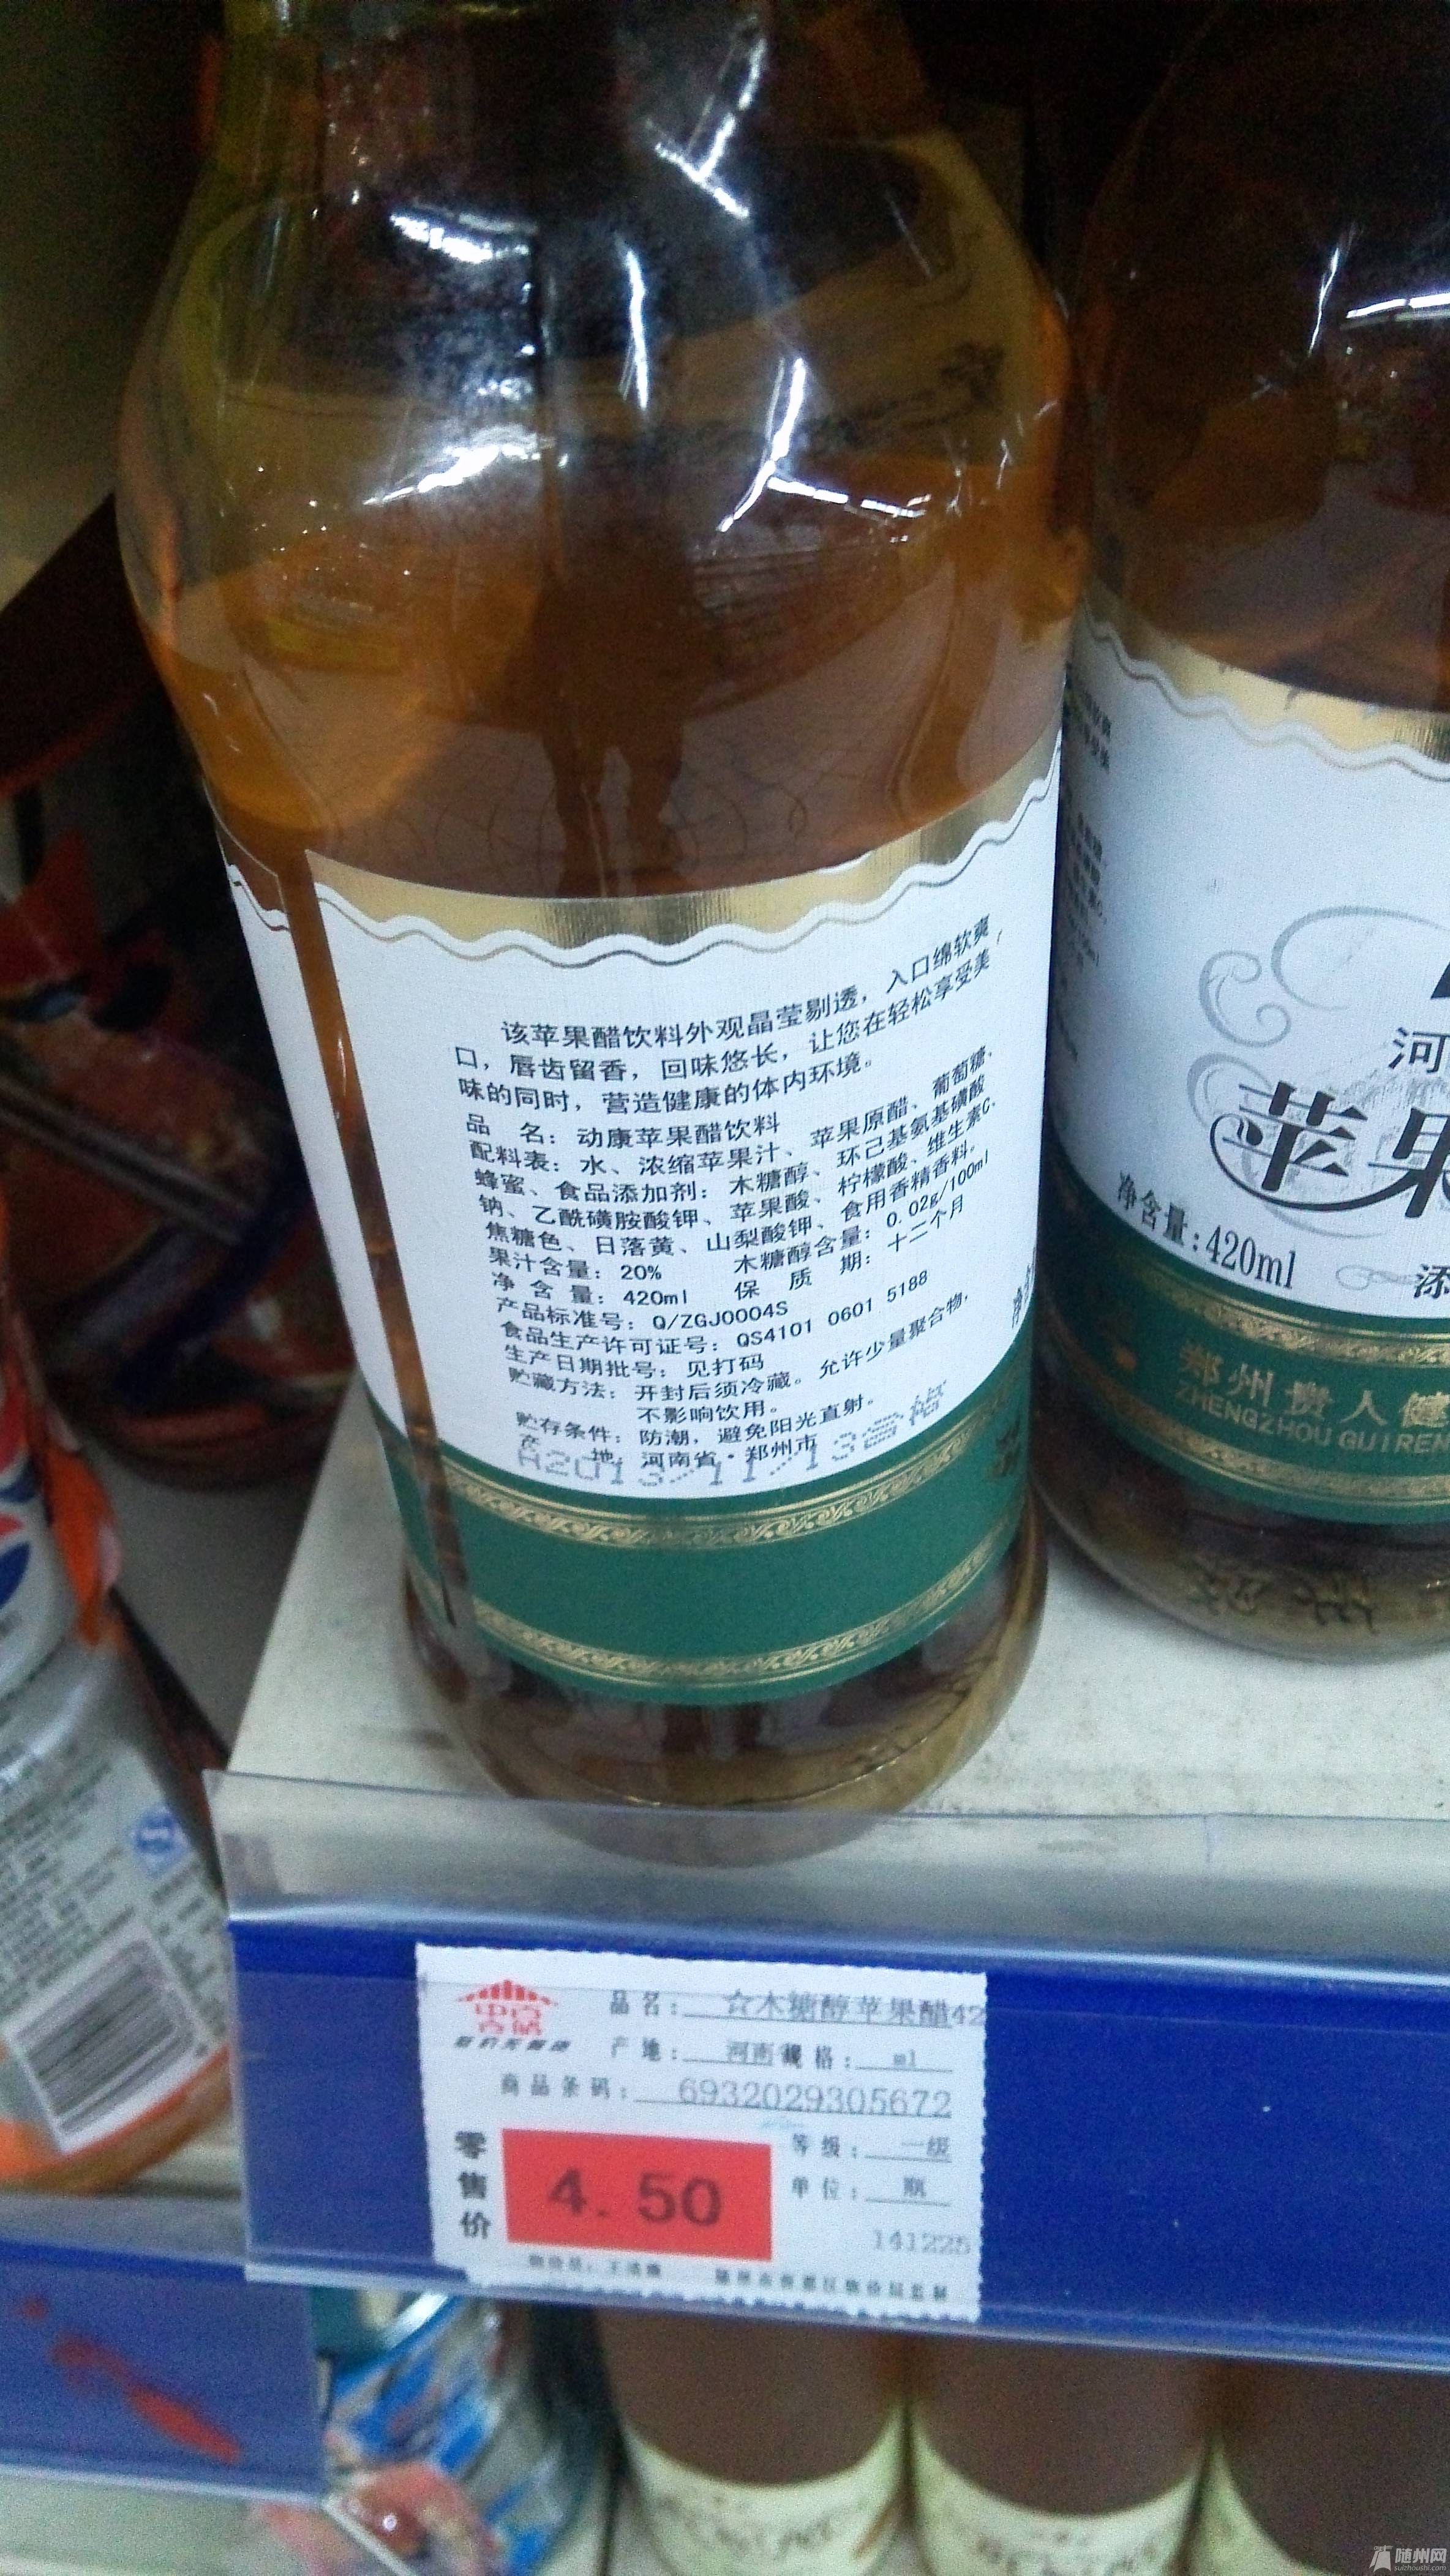 该苹果醋饮料外观晶莹剔透，入口绵软爽
口，唇齿留香，回味悠长，让您在轻松享受美
味的同时，营造健康的体内环境。
品 名：动康苹果醋饮料
配料表：水、浓缩苹果汁、苹果原醋、葡萄糖、
蜂蜜、食品添加剂：木糖醇、环己基氨基磺酸
钠、乙酰磺胺酸钾、苹果酸、柠檬酸、维生素C、
焦糖色、日落黄、山梨酸钾、食用香精香料。
果汁含量：20% 木糖醇含量：0.02g/100ml
净 含 量：420ml 保 质 期：十二个月
产品标准号：Q/ZGJ0004S
食品生产许可证号：QS4101 0601 5188
生产日期批号：见打码
贮藏方法：开封后须冷藏。允许少量聚合物，
不影响饮用。
贮存条件：防潮，避免阳光直射。
产 地：河南省·郑州市
A2013/11/13合格
河
苹果
净含量：420ml
添
郑州贵人健
ZHENGZHOU GUIREN
品名：☆木糖醇苹果醋42
产地：河南 规格：ml
商品条码：6932029305672
零售价
4.50
等级：一级
单位：瓶
141225
随州网
suizhoushi.com